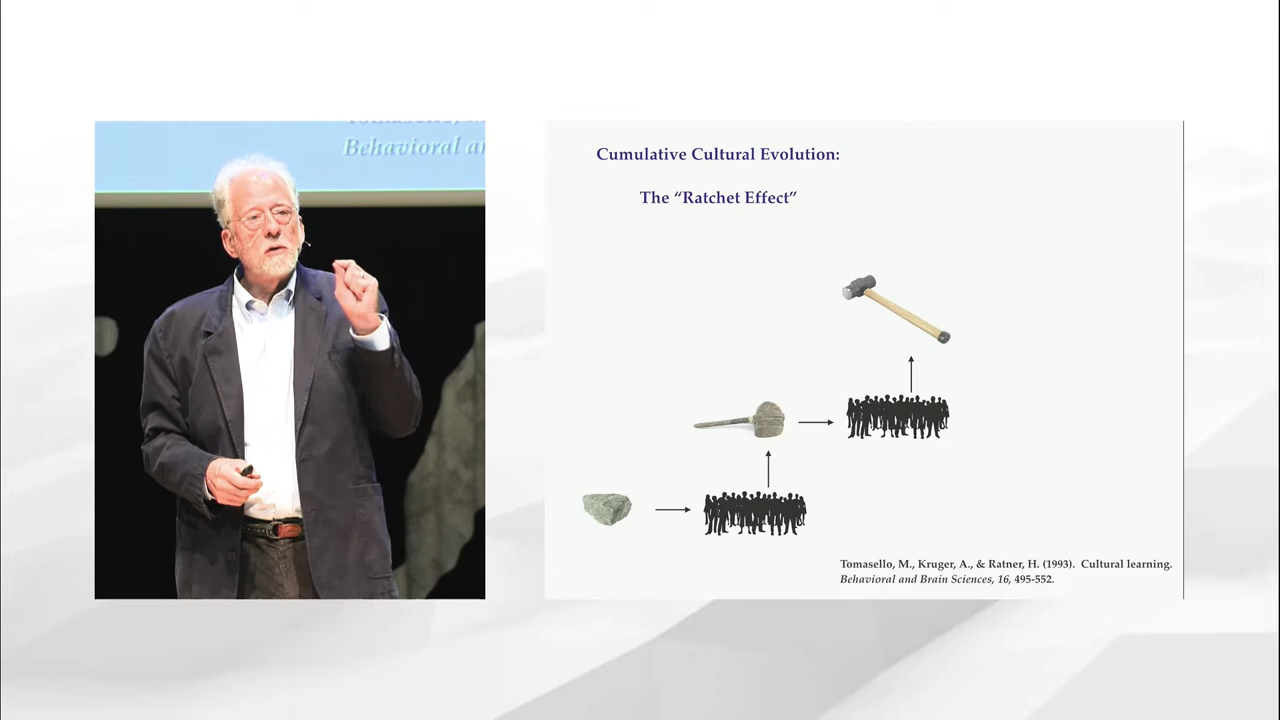 Behavioral
Cumulative Cultural Evolution:
The “Ratchet Effect”
Tomasello, M., Kruger, A., & Ratner, H. (1993). Cultural learning.
Behavioral and Brain Sciences, 16, 495-552.